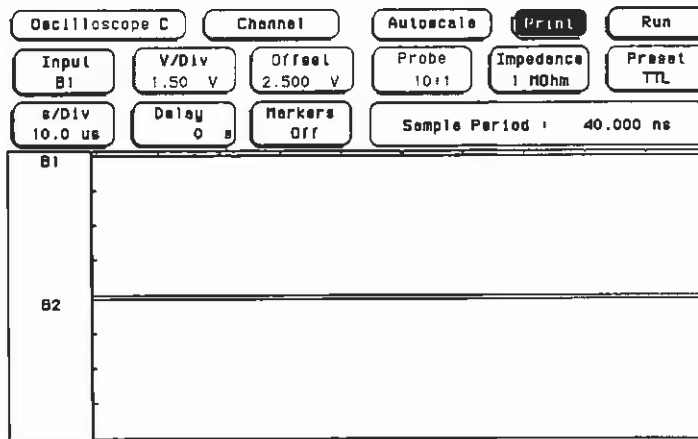 Oscilloscope C Channel Autoscale Print Run
Input V/Div Offset Probe Impedance Preset
B1 1.50 V 2.500 V 10:1 1 MOhm TTL
s/Div Delay Markers Sample Period : 40.000 ns
10.0 us 0 s Off
B1
B2